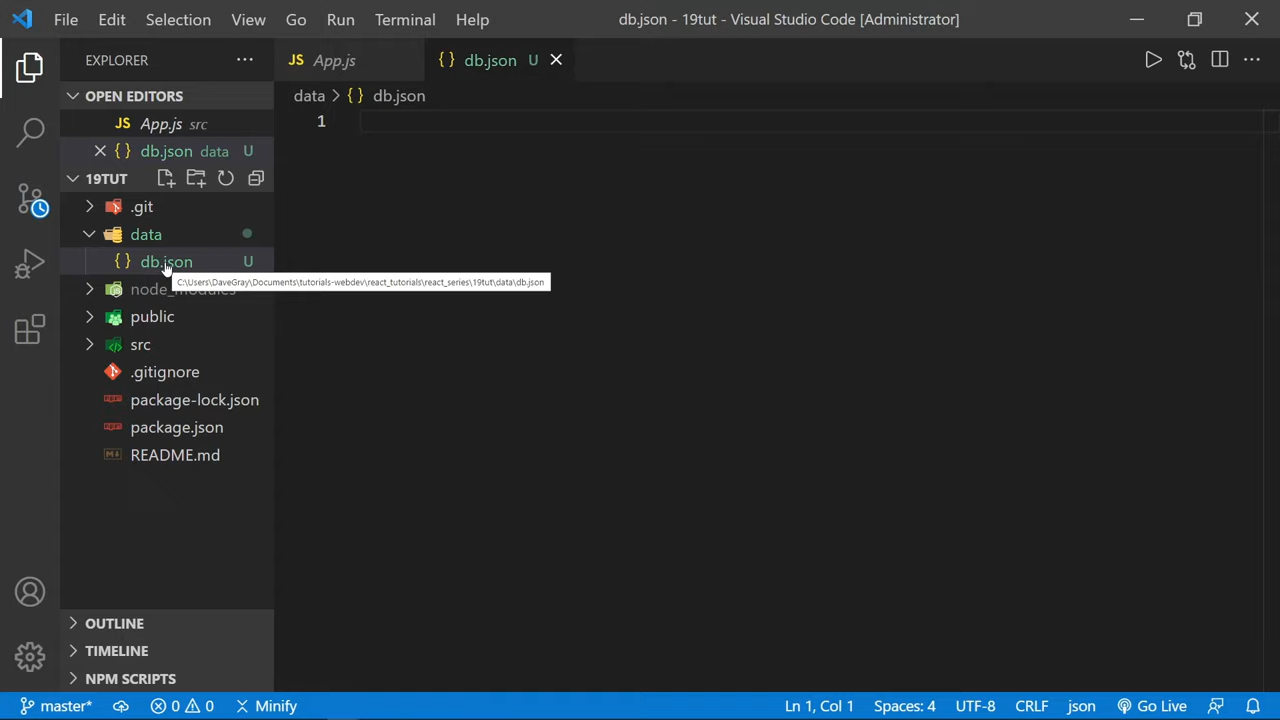 File Edit Selection View Go Run Terminal Help db.json - 19tut - Visual Studio Code [Administrator]
EXPLORER
JS App.js
{ } db.json U
OPEN EDITORS
JS App.js src
{ } db.json data U
19TUT
.git
data
{ } db.json U
C:\Users\DaveGray\Documents\tutorials-webdev\react_tutorials\react_series\19tut\data\db.json
node_modules
public
src
.gitignore
package-lock.json
package.json
README.md
OUTLINE
TIMELINE
NPM SCRIPTS
data > { } db.json
1
master* 0 0 Minify Ln 1, Col 1 Spaces: 4 UTF-8 CRLF json Go Live